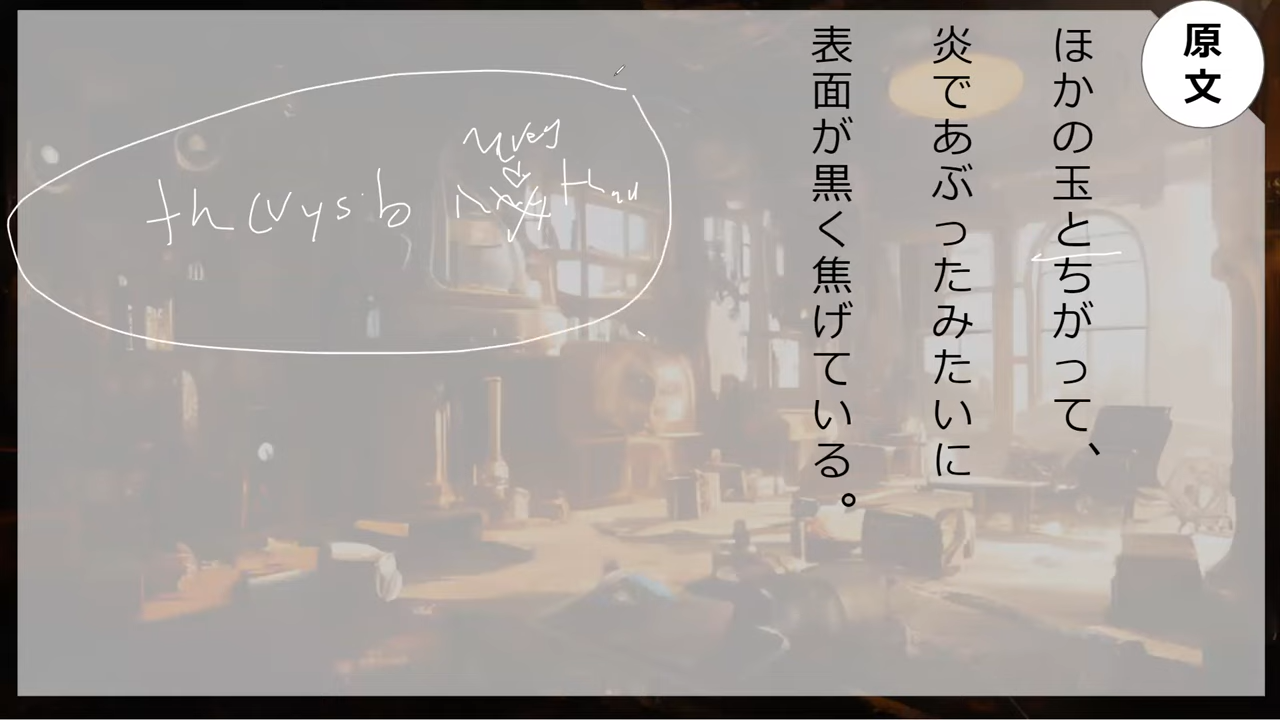 原文
ほかの玉とちがって、
炎であぶったみたいに
表面が黒く焦げている。